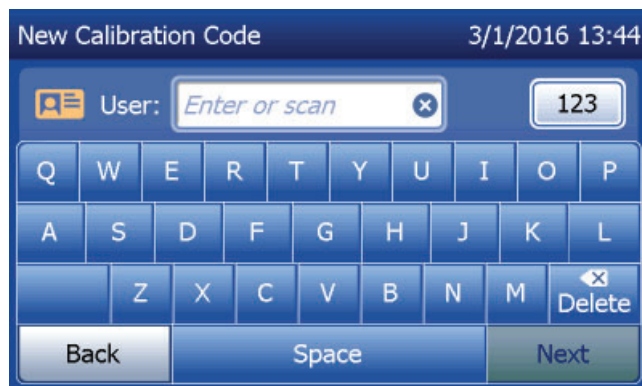 New Calibration Code 3/1/2016 13:44
User: Enter or scan 123
Q W E R T Y U I O P
A S D F G H J K L
Z X C V B N M Delete
Back Space Next